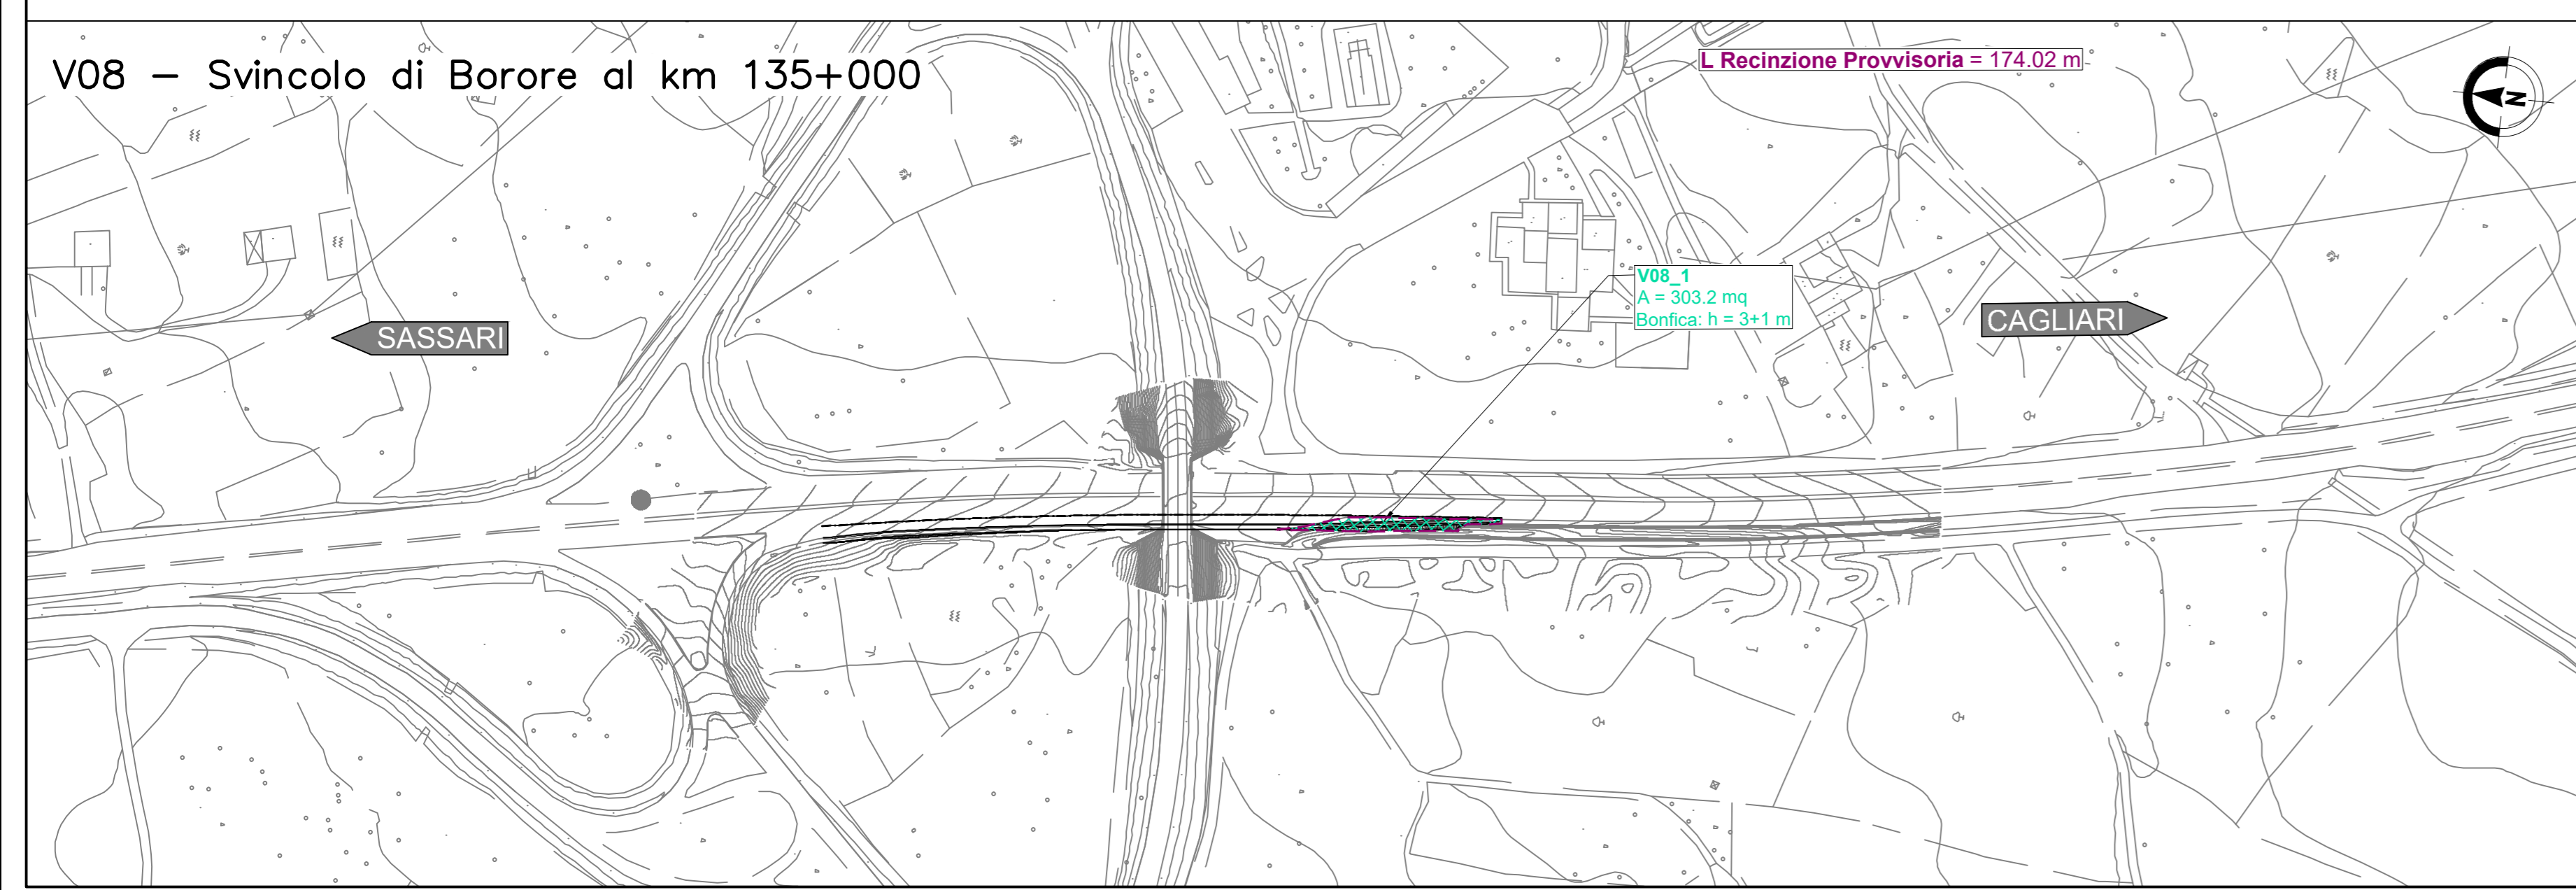 V08 – Svincolo di Borore al km 135+000
L Recinzione Provvisoria = 174.02 m
N
V08_1
A = 303.2 mq
Bonfica: h = 3+1 m
SASSARI
CAGLIARI